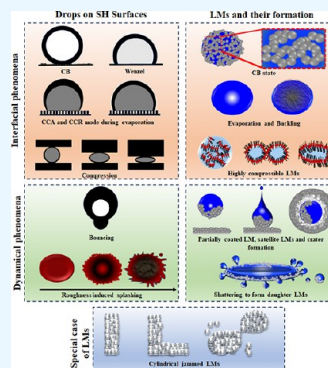 Drops on SH Surfaces
LMs and their formation
Interfacial phenomena
CB
Wenzel
CCA and CCR mode during evaporation
Compression
CB state
Evaporation and Buckling
Highly compressible LMs
Dynamical phenomena
Bouncing
Roughness induced splashing
Partially coated LM, satellite LMs and crater
formation
Shattering to form daughter LMs
Special case
of LMs
Cylindrical jammed LMs